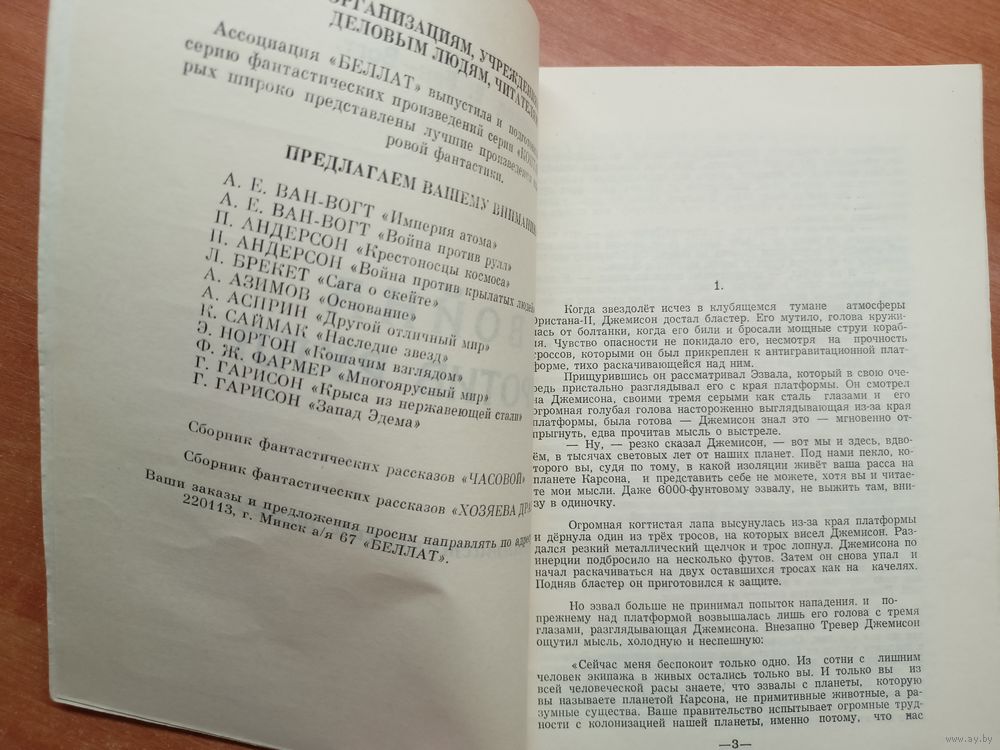 ОРГАНИЗАЦИЯМ, УЧРЕЖДЕНИ
ДЕЛОВЫМ ЛЮДЯМ, ЧИТАТЕЛЯ
Ассоциация «БЕЛЛАТ» выпустила и подготов
серию фантастических произведений серия
рых широко представлены лучшие произведения
ровой фантастики.
ПРЕДЛАГАЕМ ВАШЕМУ ВНИМАНИЮ
А. Е. ВАН-ВОГТ «Империя атома»
А. Е. ВАН-ВОГТ «Война против рулл»
П. АНДЕРСОН «Крестоносцы космоса»
П. АНДЕРСОН «Война против крылатых людей»
Л. БРЕКЕТ «Сага о скейте»
А. АЗИМОВ «Основание»
А. АСПРИН «Другой отличный мир»
К. САЙМАК «Наследие звезд»
Э. НОРТОН «Кошачим взглядом»
Ф. Ж. ФАРМЕР «Многоярусный мир»
Г. ГАРИСОН «Крыса из нержавеющей стали»
Г. ГАРИСОН «Запад Эдема»
Сборник фантастических рассказов «ЧАСОВОЙ»
Сборник фантастических рассказов «ХОЗЯЕВА ДРА
Ваши заказы и предложения просим направлять по адрес
220113, г. Минск а/я 67 «БЕЛЛАТ».
1.
Когда звездолёт исчез в клубящемся тумане атмосферы
Эристана-II, Джемисон достал бластер. Его мутило, голова кружи-
лась от болтанки, когда его били и бросали мощные струи кораб-
ля. Чувство опасности не покидало его, несмотря на прочность
троссов, которыми он был прикреплен к антигравитационной плат-
форме, тихо раскачивающейся над ним.
Прищурившись он рассматривал Эзвала, который в свою оче-
редь пристально разглядывал его с края платформы. Он смотрел
на Джемисона, своими тремя серыми как сталь глазами и его
огромная голубая голова настороженно выглядывающая из-за края
платформы, была готова — Джемисон знал это — мгновенно от-
прыгнуть, едва прочитав мысль о выстреле.
— Ну, — резко сказал Джемисон, — вот мы и здесь, вдво-
ём, в тысячах световых лет от наших планет. Под нами пекло, ко-
торого вы, судя по тому, в какой изоляции живёт ваша раса на
планете Карсона, и представить себе не можете, хотя вы и читае-
те мои мысли. Даже 6000-фунтовому эзвалу, не выжить там, вни-
зу в одиночку.
Огромная когтистая лапа высунулась из-за края платформы
и дёрнула один из трёх тросов, на которых висел Джемисон. Раз-
дался резкий металлический щелчок и трос лопнул. Джемисона по
инерции подбросило на несколько футов. Затем он снова упал и
начал раскачиваться на двух оставшихся тросах как на качелях.
Подняв бластер он приготовился к защите.
Но эзвал больше не принимал попыток нападения. и по-
прежнему над платформой возвышалась лишь его голова с тремя
глазами, разглядывающая Джемисона. Внезапно Тревер Джемисон
ощутил мысль, холодную и неспешную:
«Сейчас меня беспокоит только одно. Из сотни с лишним
человек экипажа в живых остались только вы. И только вы из
всей человеческой расы знаете, что эзвалы с планеты, которую
вы называете планетой Карсона, не примитивные животные, а ра-
зумные существа. Ваше правительство испытывает огромные труд-
ности с колонизацией нашей планеты, именно потому, что нас
—3—
www.ay.by